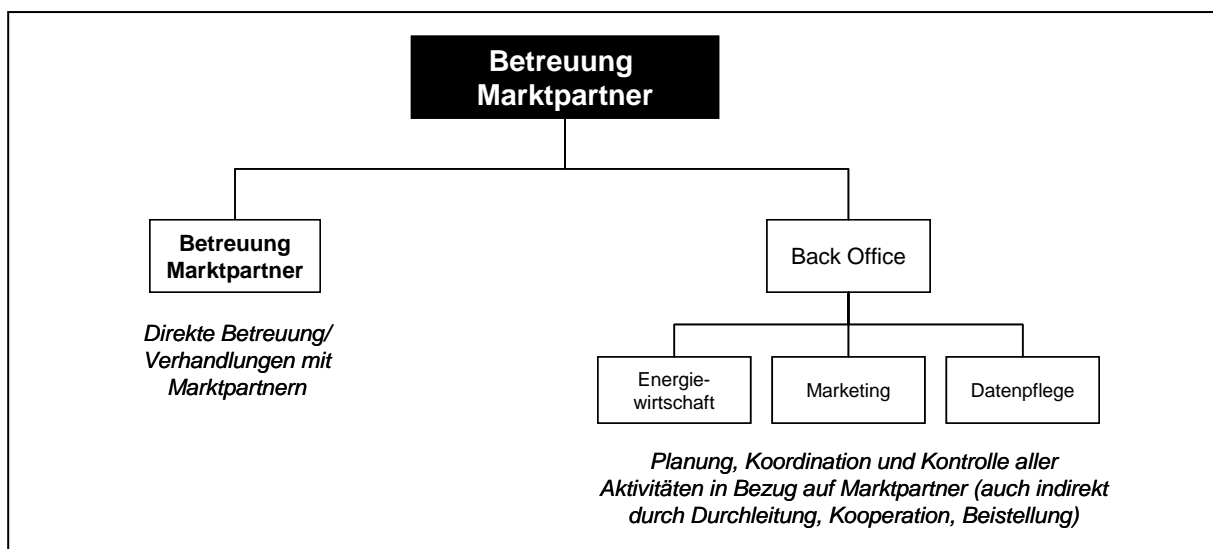 Betreuung
Marktpartner
Betreuung
Marktpartner
Back Office
Direkte Betreuung/
Verhandlungen mit
Marktpartnern
Energie-
wirtschaft
Marketing
Datenpflege
Planung, Koordination und Kontrolle aller
Aktivitäten in Bezug auf Marktpartner (auch indirekt
durch Durchleitung, Kooperation, Beistellung)